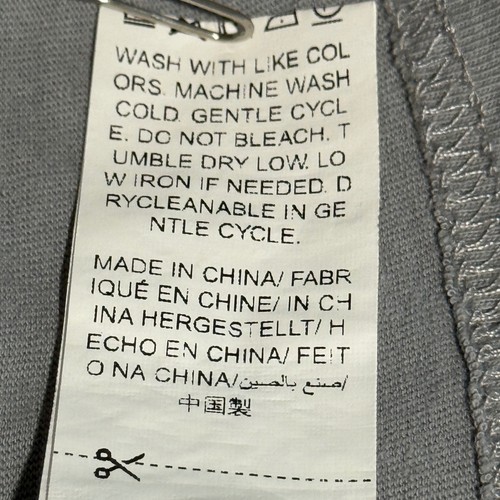 WASH WITH LIKE COL
ORS. MACHINE WASH
COLD. GENTLE CYCL
E. DO NOT BLEACH. T
UMBLE DRY LOW. LO
W IRON IF NEEDED. D
RYCLEANABLE IN GE
NTLE CYCLE.
MADE IN CHINA/ FABR
IQUÉ EN CHINE/ IN CH
INA HERGESTELLT/ H
ECHO EN CHINA/ FEIT
O NA CHINA/اصنع بالصين/
中国製